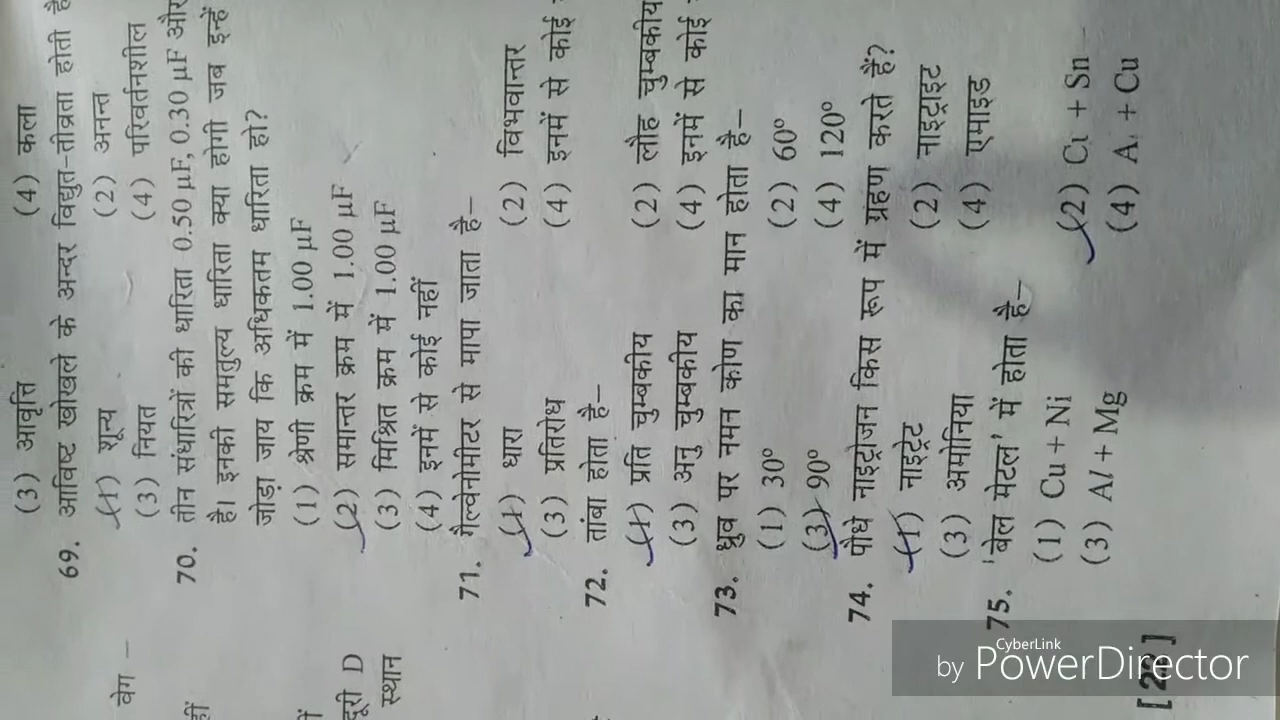 (3) आवृत्ति (4) कला
69. आविष्ट खोखले के अन्दर विद्युत-तीव्रता होती है
(1) शून्य (2) अनन्त
(3) नियत (4) परिवर्तनशील
70. तीन संधारित्रों की धारिता 0.50 μF, 0.30 μF और
है। इनकी समतुल्य धारिता क्या होगी जब इन्हें
जोड़ा जाय कि अधिकतम धारिता हो?
(1) श्रेणी क्रम में 1.00 μF
(2) समान्तर क्रम में 1.00 μF
(3) मिश्रित क्रम में 1.00 μF
(4) इनमें से कोई नहीं
71. गैल्वेनोमीटर से मापा जाता है–
(1) धारा (2) विभवान्तर
(3) प्रतिरोध (4) इनमें से कोई
72. तांबा होता है–
(1) प्रति चुम्बकीय (2) लौह चुम्बकीय
(3) अनु चुम्बकीय (4) इनमें से कोई
73. ध्रुव पर नमन कोण का मान होता है–
(1) 30° (2) 60°
(3) 90° (4) 120°
74. पौधे नाइट्रोजन किस रूप में ग्रहण करते हैं?
(1) नाइट्रेट (2) नाइट्राइट
(3) अमोनिया (4) एमाइड
75. 'बेल मेटल' में होता है–
(1) Cu + Ni (2) + Sn
(3) Al + Mg (4) + Cu
वेग –
दूरी D
स्थान
CyberLink
by PowerDirector